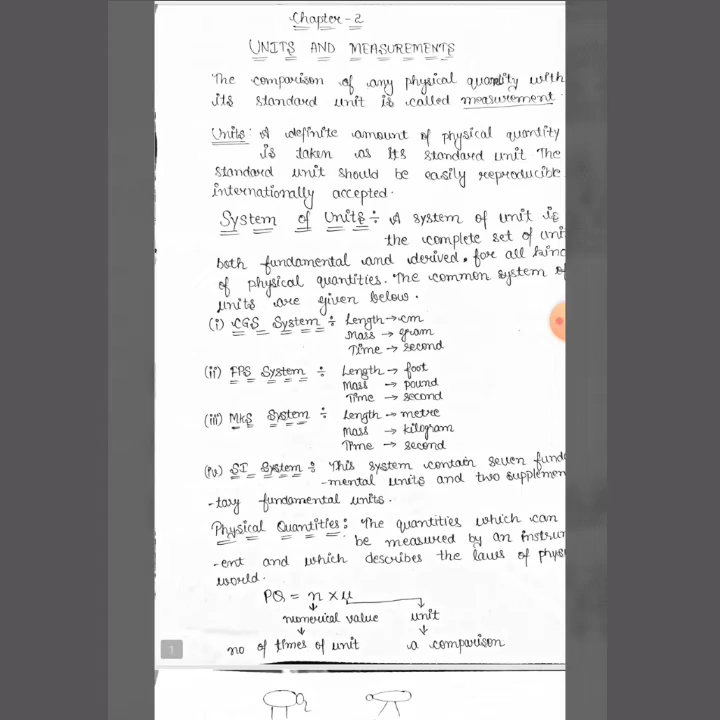 Chapter-2
UNITS AND MEASUREMENTS
The comparison of any physical quantity with
its standard unit is called measurement.
Units: A definite amount of physical quantity
is taken as its standard unit The
standard unit should be easily reproducible
internationally accepted.
System of Units ÷ A system of unit is
the complete set of uni
both fundamental and derived, for all kind
of physical quantities. The common system of
units are given below.
(i) CGS System ÷ Length → cm
Mass → gram
Time → second
(ii) FPS System ÷ Length → foot
Mass → pound
Time → second
(iii) MKS System ÷ Length → metre
Mass → kilogram
Time → second
(iv) SI System ÷ This system contain seven funda
-mental units and two supplemen
-tary fundamental units.
Physical Quantities: The quantities which can
be measured by an instrum
-ent and which describes the laws of physi
world.
PQ = n × u
numerical value unit
no of times of unit a comparison
1